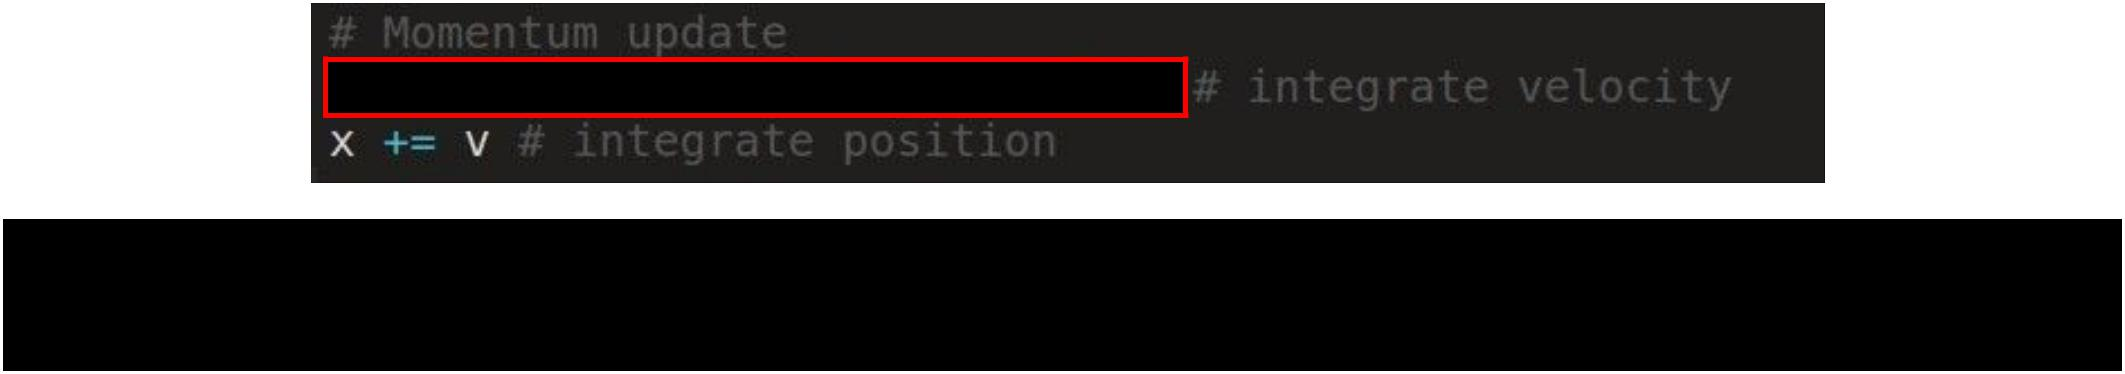 # Momentum update
# integrate velocity
x += v # integrate position